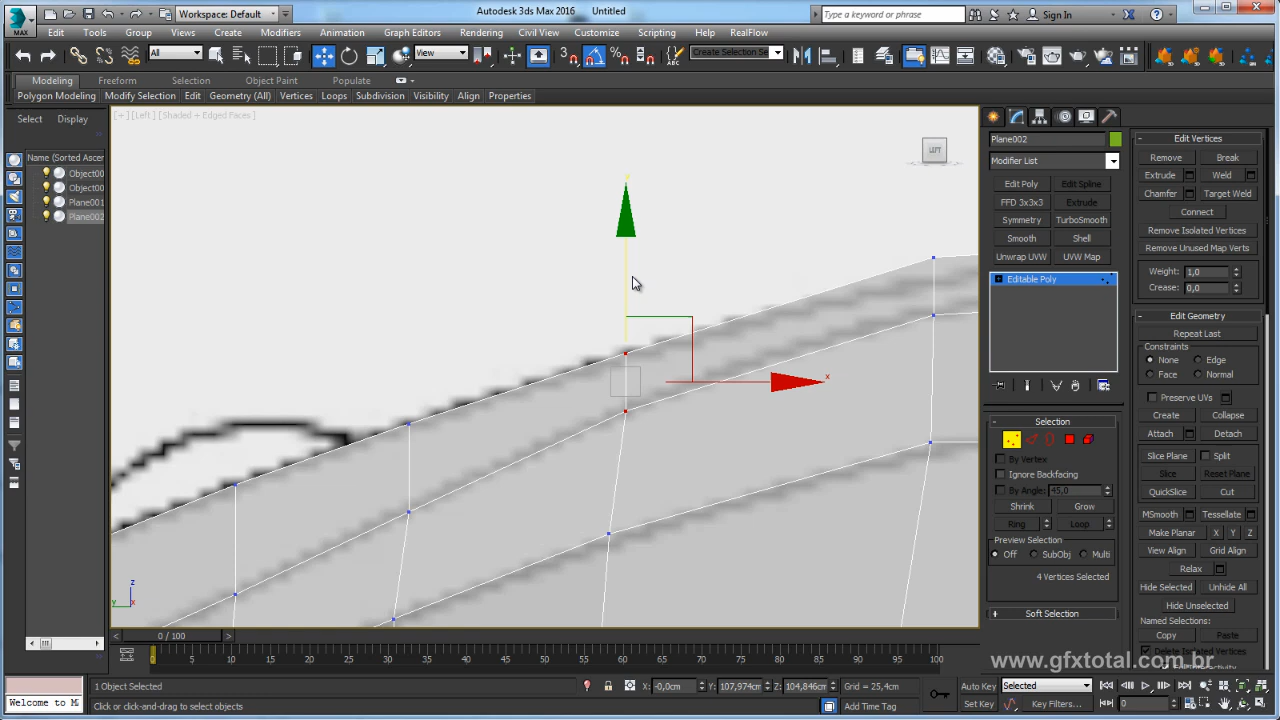 Workspace: Default
Autodesk 3ds Max 2016 Untitled
Type a keyword or phrase
Sign In
MAX
Edit Tools Group Views Create Modifiers Animation Graph Editors Rendering Civil View Customize Scripting Help RealFlow
All
View
Create Selection Se
Modeling Freeform Selection Object Paint Populate
Polygon Modeling Modify Selection Edit Geometry (All) Vertices Loops Subdivision Visibility Align Properties
Select Display
[+] [Left] [Shaded + Edged Faces]
Name (Sorted Ascen
Object00
Object00
Plane001
Plane002
LEFT
x
z
y
x
Plane002
Modifier List
Edit Poly Edit Spline
FFD 3x3x3 Extrude
Symmetry TurboSmooth
Smooth Shell
Unwrap UVW UVW Map
Editable Poly
Selection
By Vertex
Ignore Backfacing
By Angle: 45,0
Shrink Grow
Ring Loop
Preview Selection
Off SubObj Multi
4 Vertices Selected
Soft Selection
Edit Vertices
Remove Break
Extrude Weld
Chamfer Target Weld
Connect
Remove Isolated Vertices
Remove Unused Map Verts
Weight: 1,0
Crease: 0,0
Edit Geometry
Repeat Last
Constraints
None Edge
Face Normal
Preserve UVs
Create Collapse
Attach Detach
Slice Plane Split
Slice Reset Plane
QuickSlice Cut
MSmooth Tessellate
Make Planar X Y Z
View Align Grid Align
Relax
Hide Selected Unhide All
Hide Unselected
Named Selections:
Copy Paste
Delete Isolated Vertices
www.gfxtotal.com.br
0 / 100
0 5 10 15 20 25 30 35 40 45 50 55 60 65 70 75 80 85 90 95 100
1 Object Selected
X: -0,0cm Y: 107,974cm Z: 104,846cm Grid = 25,4cm
Auto Key Selected
Welcome to M
Click or click-and-drag to select objects
Add Time Tag
Set Key Key Filters... 0